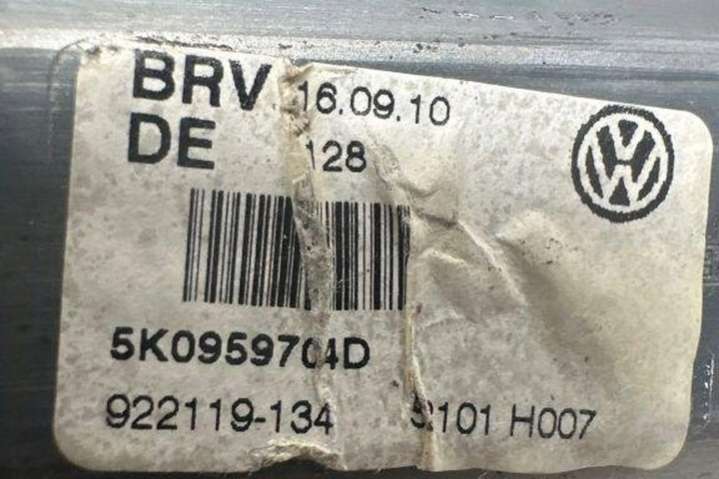 BRV 16.09.10
DE 128
5K0959704D
922119-134 H007